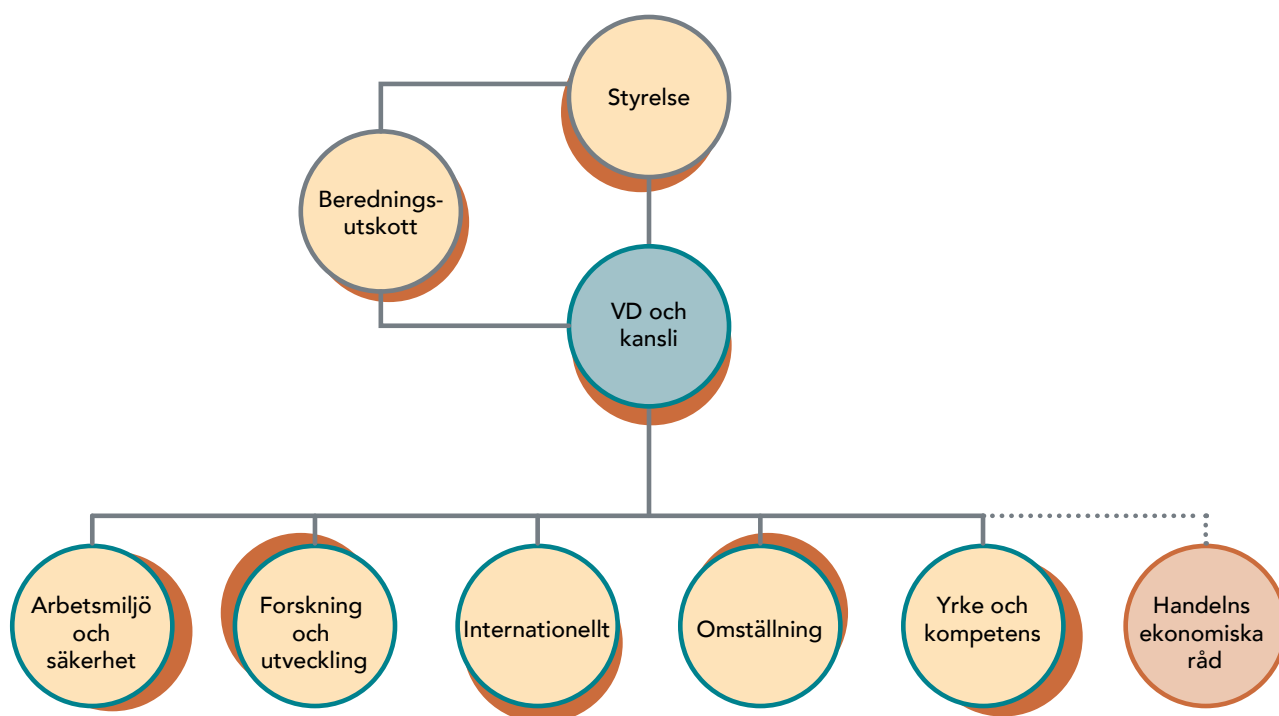 Styrelse
Berednings-
utskott
VD och
kansli
Arbetsmiljö
och
säkerhet
Forskning
och
utveckling
Internationellt
Omställning
Yrke och
kompetens
Handelns
ekonomiska
råd